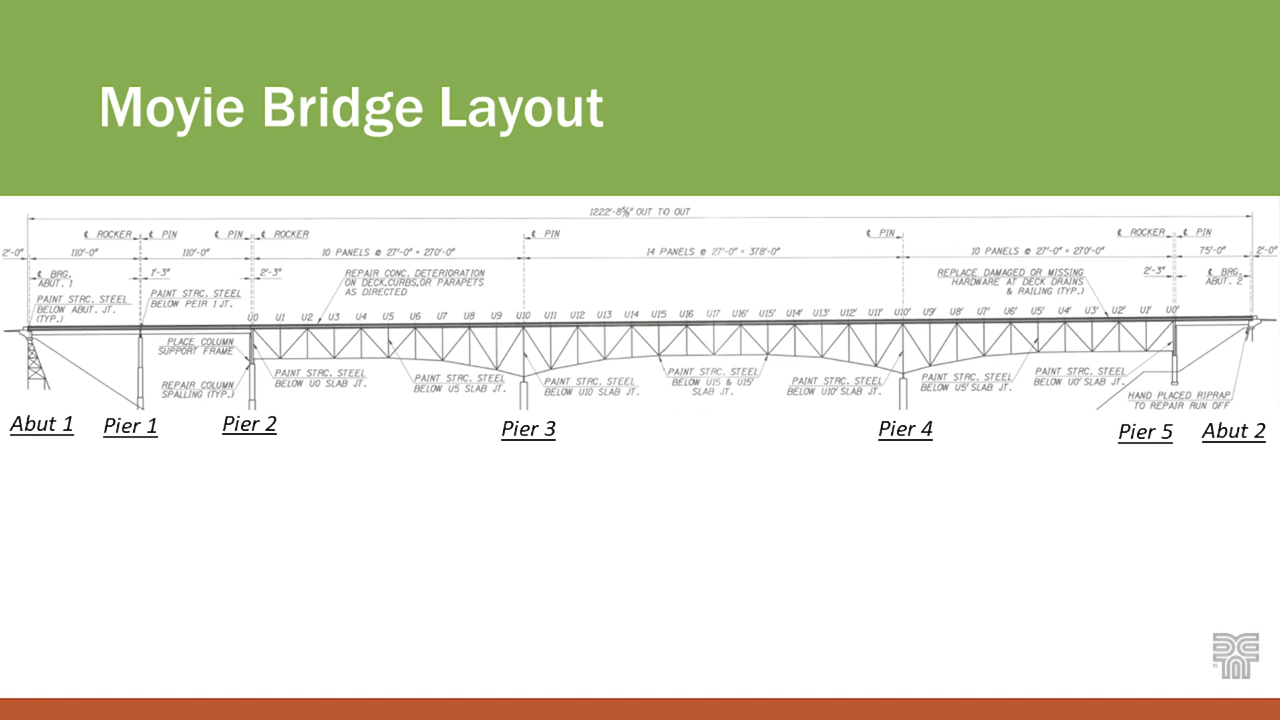 Moyie Bridge Layout
1222'-8⅝" OUT TO OUT
℄ ROCKER ℄ PIN ℄ PIN ℄ ROCKER ℄ PIN ℄ PIN ℄ ROCKER ℄ PIN
2'-0" 110'-0" 110'-0" 10 PANELS @ 27'-0" = 270'-0" 14 PANELS @ 27'-0" = 378'-0" 10 PANELS @ 27'-0" = 270'-0" 75'-0" 2'-0"
℄ BRG.
ABUT. 1
1'-3"
2'-3"
REPAIR CONC. DETERIORATION
ON DECK,CURBS,OR PARAPETS
AS DIRECTED
REPLACE DAMAGED OR MISSING
HARDWARE AT DECK DRAINS
& RAILING (TYP.)
2'-3"
℄ BRG.
ABUT. 2
PAINT STRC. STEEL
BELOW ABUT. JT.
(TYP.)
PAINT STRC. STEEL
BELOW PEIR 1 JT.
U0 U1 U2 U3 U4 U5 U6 U7 U8 U9 U10 U11 U12 U13 U14 U15 U16 U17 U16' U15' U14' U13' U12' U11' U10' U9' U8' U7' U6' U5' U4' U3' U2' U1' U0'
PLACE COLUMN
SUPPORT FRAME
REPAIR COLUMN
SPALLING (TYP.)
PAINT STRC. STEEL
BELOW U0 SLAB JT.
PAINT STRC. STEEL
BELOW U5 SLAB JT.
PAINT STRC. STEEL
BELOW U10 SLAB JT.
PAINT STRC. STEEL
BELOW U15 & U15'
SLAB JT.
PAINT STRC. STEEL
BELOW U10' SLAB JT.
PAINT STRC. STEEL
BELOW U5' SLAB JT.
PAINT STRC. STEEL
BELOW U0' SLAB JT.
HAND PLACED RIPRAP
TO REPAIR RUN OFF
Abut 1 Pier 1 Pier 2 Pier 3 Pier 4 Pier 5 Abut 2